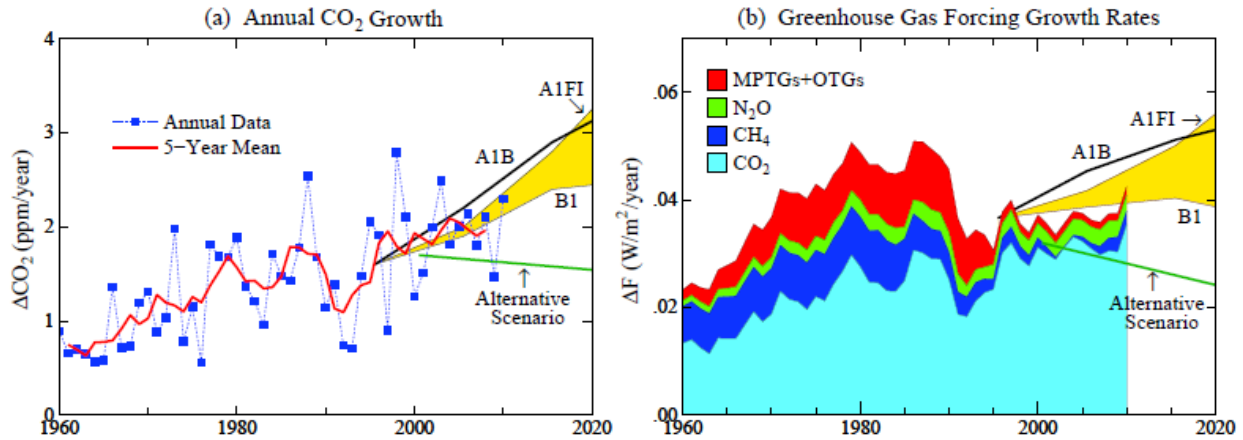 (a) Annual CO₂ Growth
4
3
2
1
0
ΔCO₂ (ppm/year)
Annual Data
5−Year Mean
A1FI
A1B
B1
Alternative
Scenario
1960
1980
2000
2020
(b) Greenhouse Gas Forcing Growth Rates
.06
.04
.02
.00
ΔF (W/m²/year)
MPTGs+OTGs
N₂O
CH₄
CO₂
A1FI
A1B
B1
Alternative
Scenario
1960
1980
2000
2020